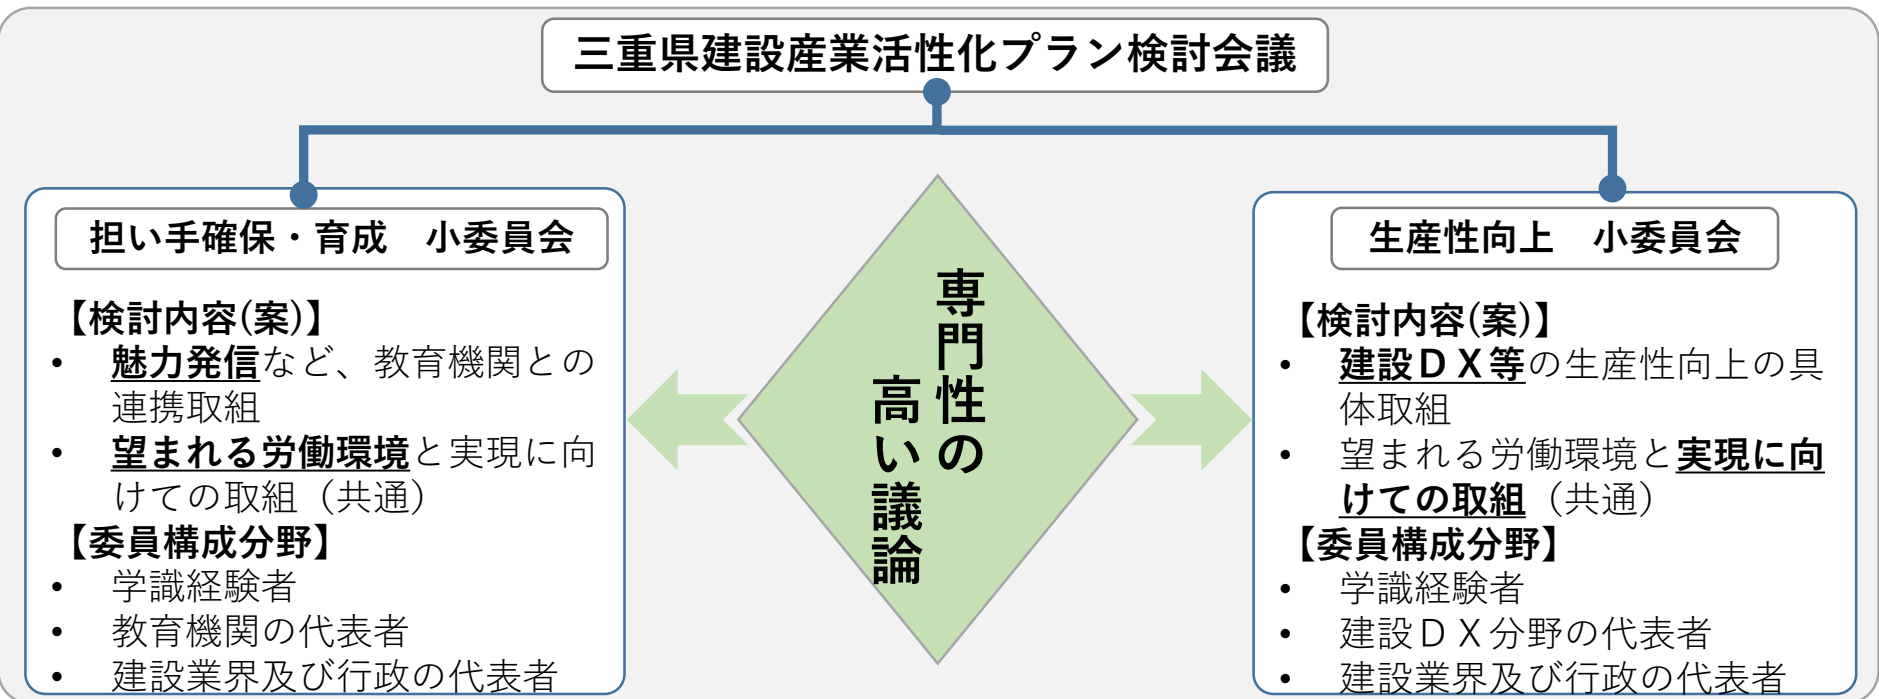 三重県建設産業活性化プラン検討会議
担い手確保・育成　小委員会
【検討内容(案)】
• 魅力発信など、教育機関との
連携取組
• 望まれる労働環境と実現に向
けての取組（共通）
【委員構成分野】
• 学識経験者
• 教育機関の代表者
• 建設業界及び行政の代表者
専門性の
高い議論
生産性向上　小委員会
【検討内容(案)】
• 建設ＤＸ等の生産性向上の具
体取組
• 望まれる労働環境と実現に向
けての取組（共通）
【委員構成分野】
• 学識経験者
• 建設ＤＸ分野の代表者
• 建設業界及び行政の代表者